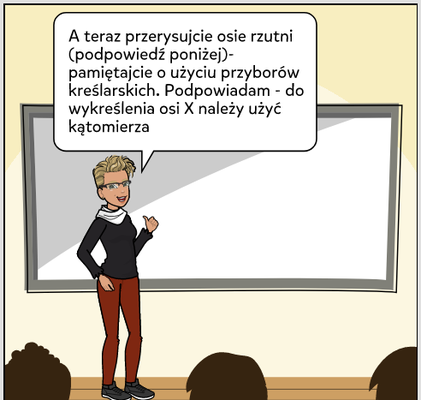 A teraz przerysujcie osie rzutni
(podpowiedź poniżej)-
pamiętajcie o użyciu przyborów
kreślarskich. Podpowiadam - do
wykreślenia osi X należy użyć
kątomierza